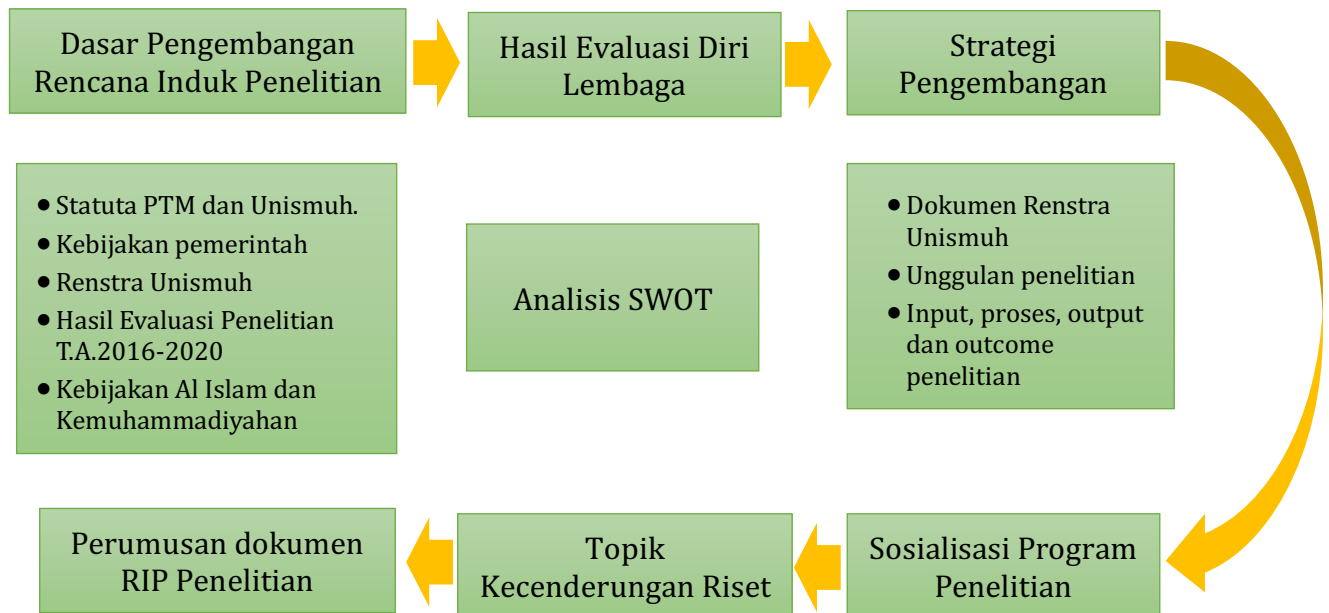 Dasar Pengembangan
Rencana Induk Penelitian
Hasil Evaluasi Diri
Lembaga
Strategi
Pengembangan
• Statuta PTM dan Unismuh.
• Kebijakan pemerintah
• Renstra Unismuh
• Hasil Evaluasi Penelitian
T.A.2016-2020
• Kebijakan Al Islam dan
Kemuhammadiyahan
Analisis SWOT
• Dokumen Renstra
Unismuh
• Unggulan penelitian
• Input, proses, output
dan outcome
penelitian
Perumusan dokumen
RIP Penelitian
Topik
Kecenderungan Riset
Sosialisasi Program
Penelitian